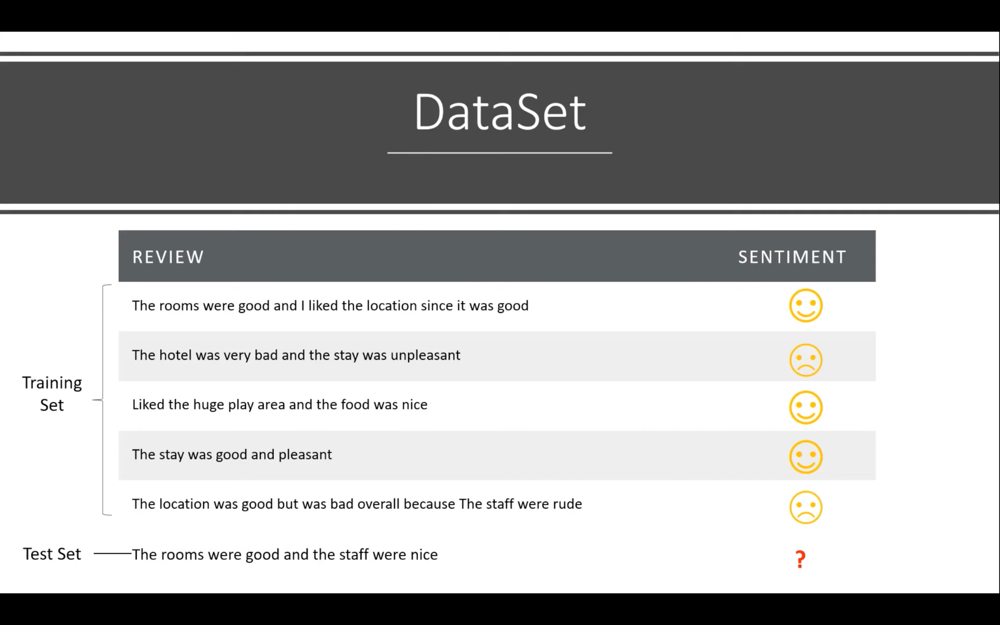 DataSet
REVIEW SENTIMENT
The rooms were good and I liked the location since it was good
The hotel was very bad and the stay was unpleasant
Training
Set
Liked the huge play area and the food was nice
The stay was good and pleasant
The location was good but was bad overall because The staff were rude
Test Set The rooms were good and the staff were nice ?